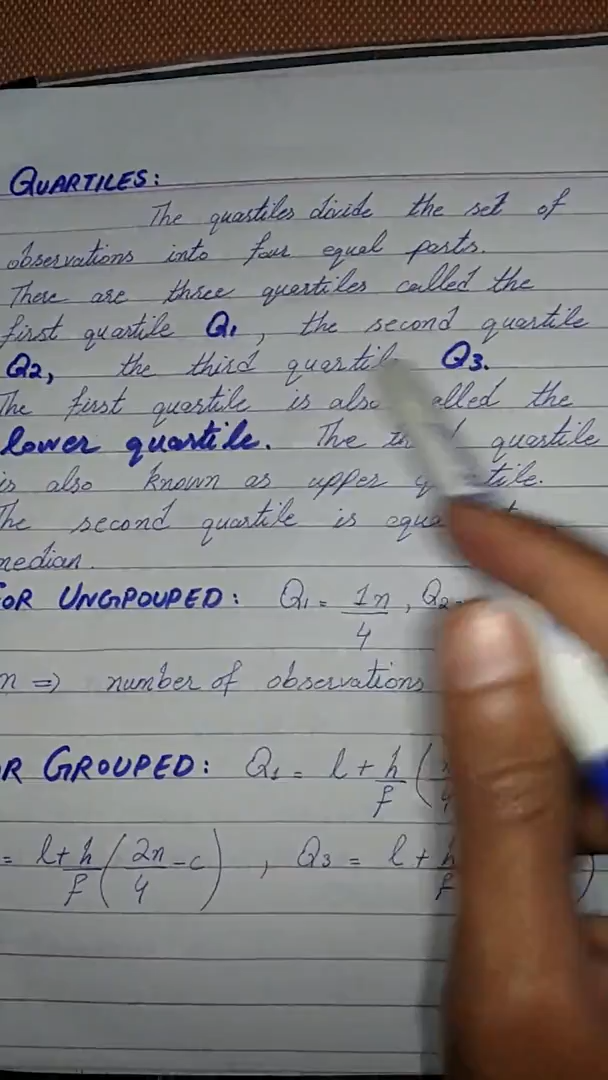 QUARTILES:
The quartiles divide the set of
observations into four equal parts.
There are three quartiles called the
first quartile Q1, the second quartile
Q2, the third quartile Q3.
The first quartile is also called the
lower quartile. The quartile
is also known as upper
The second quartile is
median.
FOR UNGPOUPED: Q1 = 1n/4, Q2
n => number of observations
R GROUPED: Q1 = l + h/f (
= l + h/f (2n/4 - c), Q3 = l +